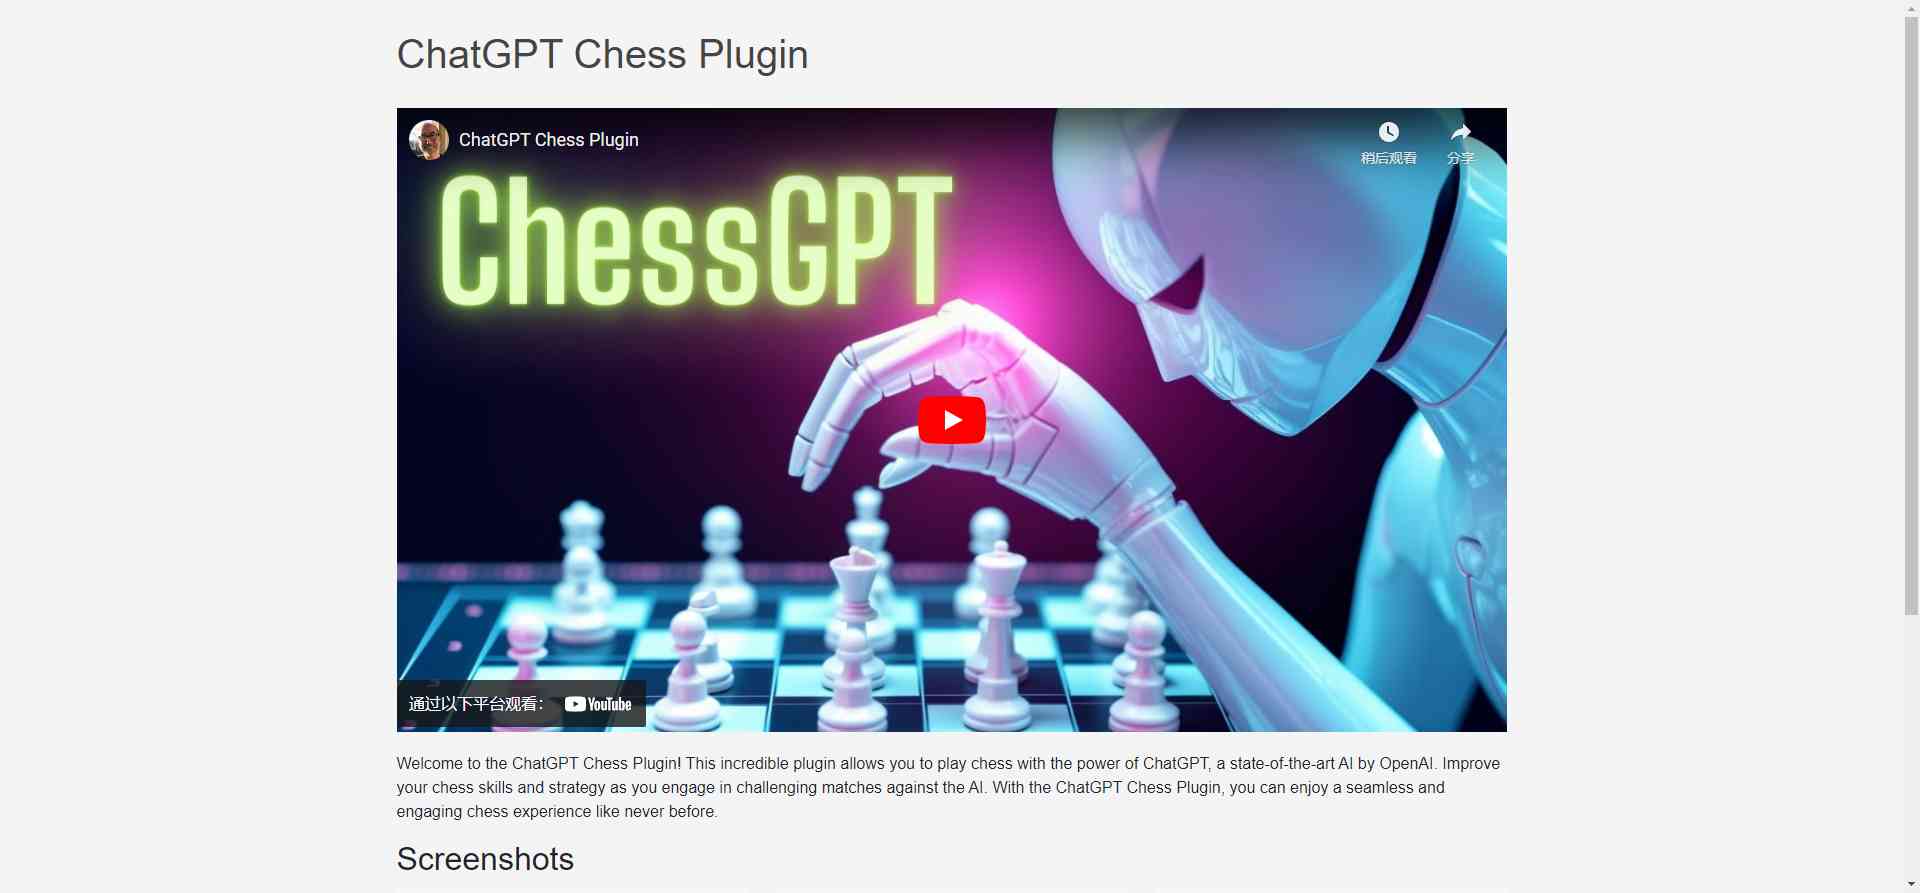 ChatGPT Chess Plugin
ChatGPT Chess Plugin
稍后观看
分享
ChessGPT
通过以下平台观看： YouTube
Welcome to the ChatGPT Chess Plugin! This incredible plugin allows you to play chess with the power of ChatGPT, a state-of-the-art AI by OpenAI. Improve
your chess skills and strategy as you engage in challenging matches against the AI. With the ChatGPT Chess Plugin, you can enjoy a seamless and
engaging chess experience like never before.
Screenshots